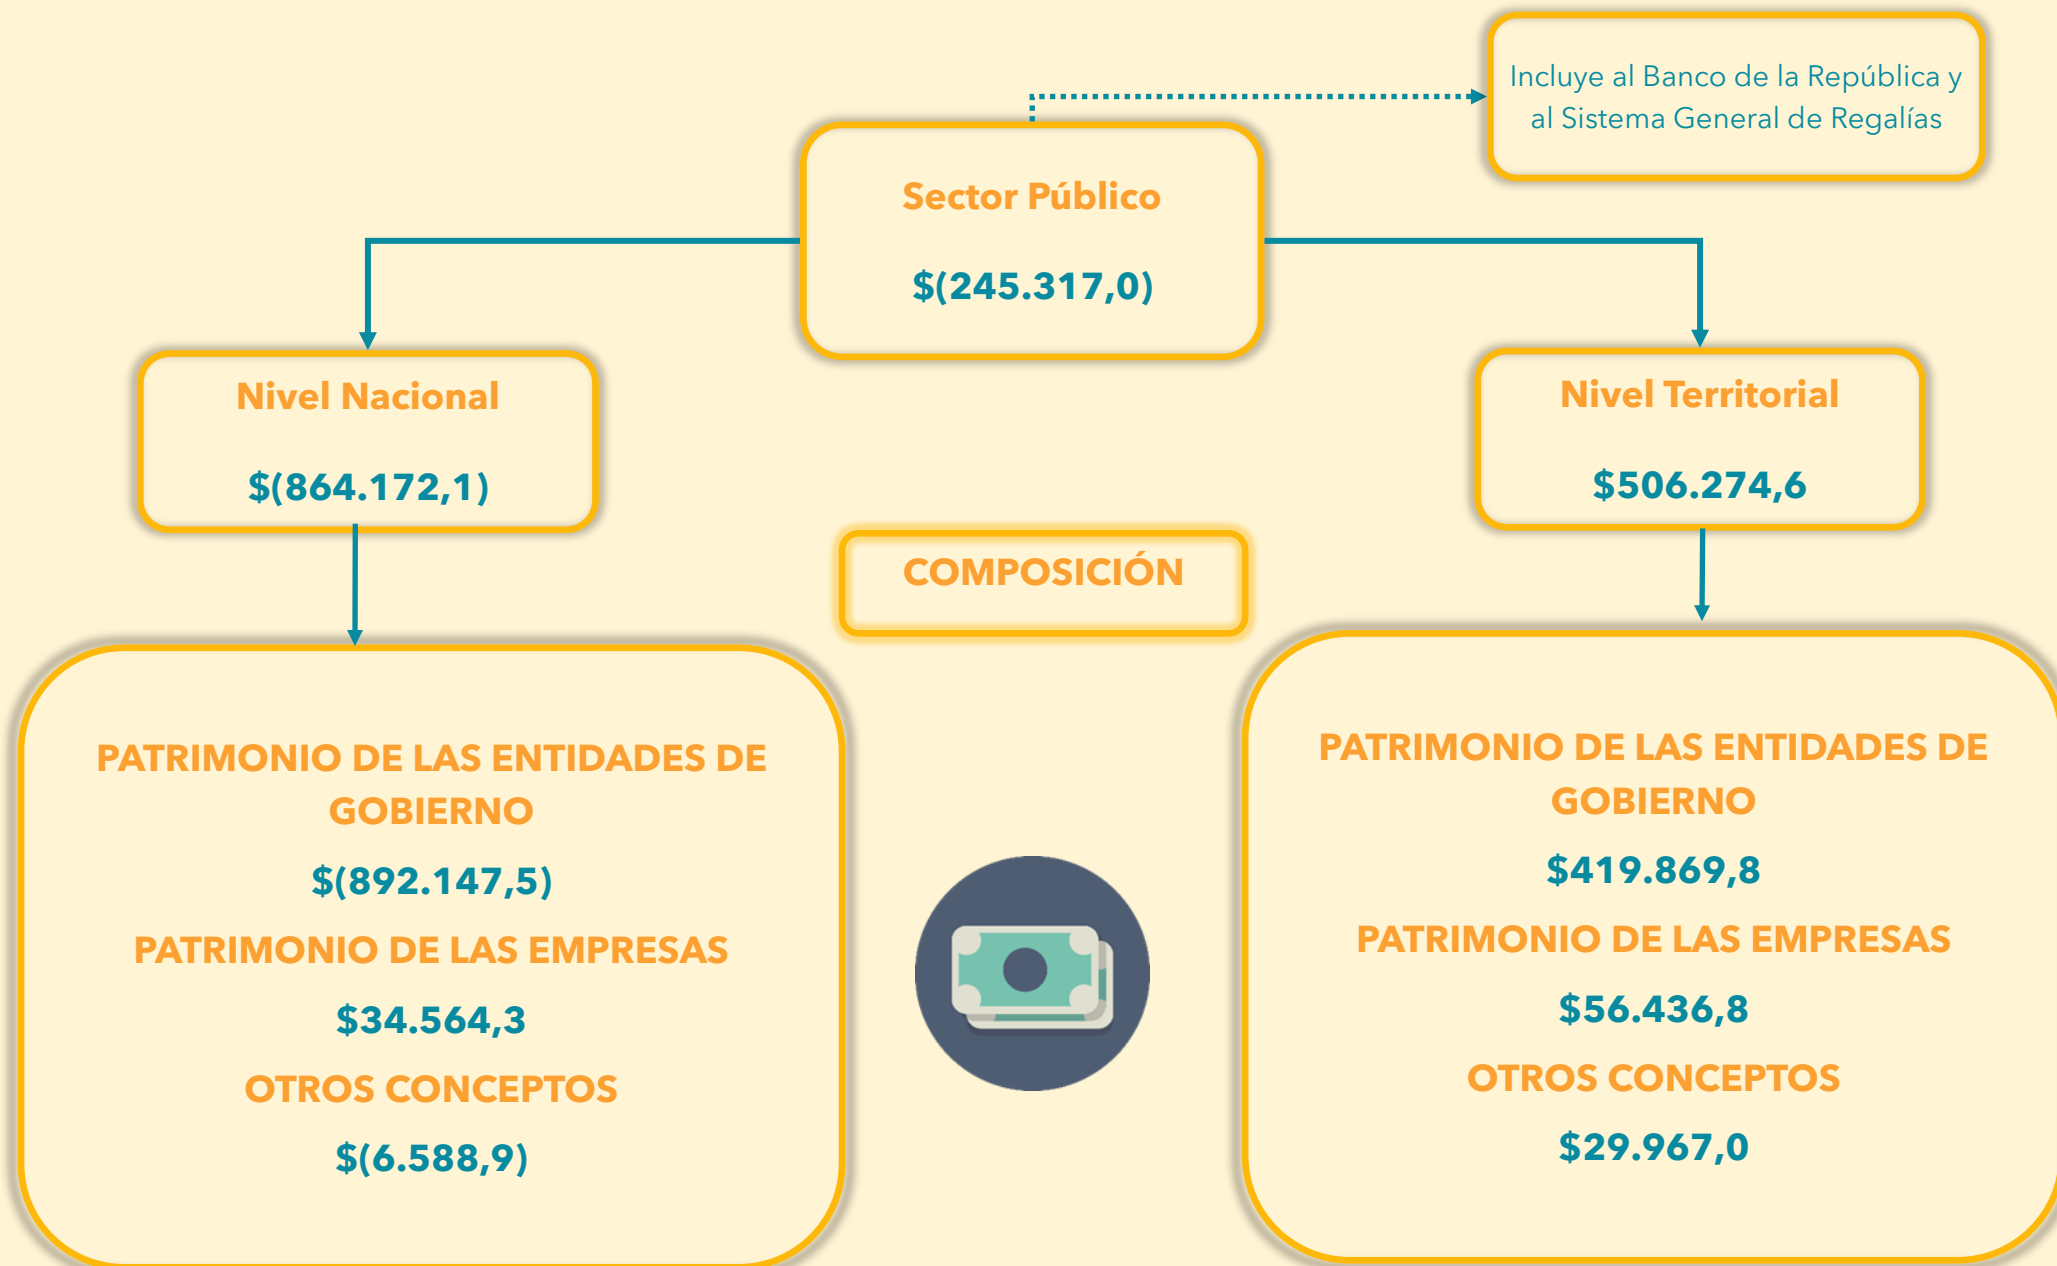 Incluye al Banco de la República y
al Sistema General de Regalías
Sector Público
$(245.317,0)
Nivel Nacional
$(864.172,1)
Nivel Territorial
$506.274,6
COMPOSICIÓN
PATRIMONIO DE LAS ENTIDADES DE
GOBIERNO
$(892.147,5)
PATRIMONIO DE LAS EMPRESAS
$34.564,3
OTROS CONCEPTOS
$(6.588,9)
PATRIMONIO DE LAS ENTIDADES DE
GOBIERNO
$419.869,8
PATRIMONIO DE LAS EMPRESAS
$56.436,8
OTROS CONCEPTOS
$29.967,0